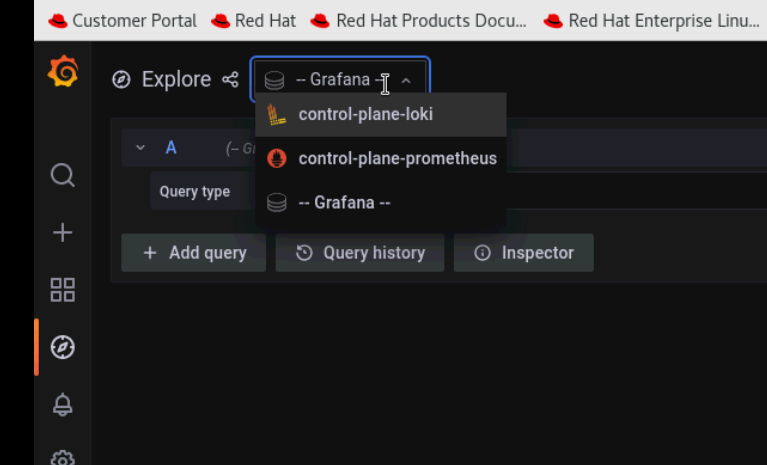 Customer Portal Red Hat Red Hat Products Docu... Red Hat Enterprise Linu...
Explore -- Grafana --
control-plane-loki
A (-- Gr
control-plane-prometheus
Query type
-- Grafana --
+ Add query Query history Inspector